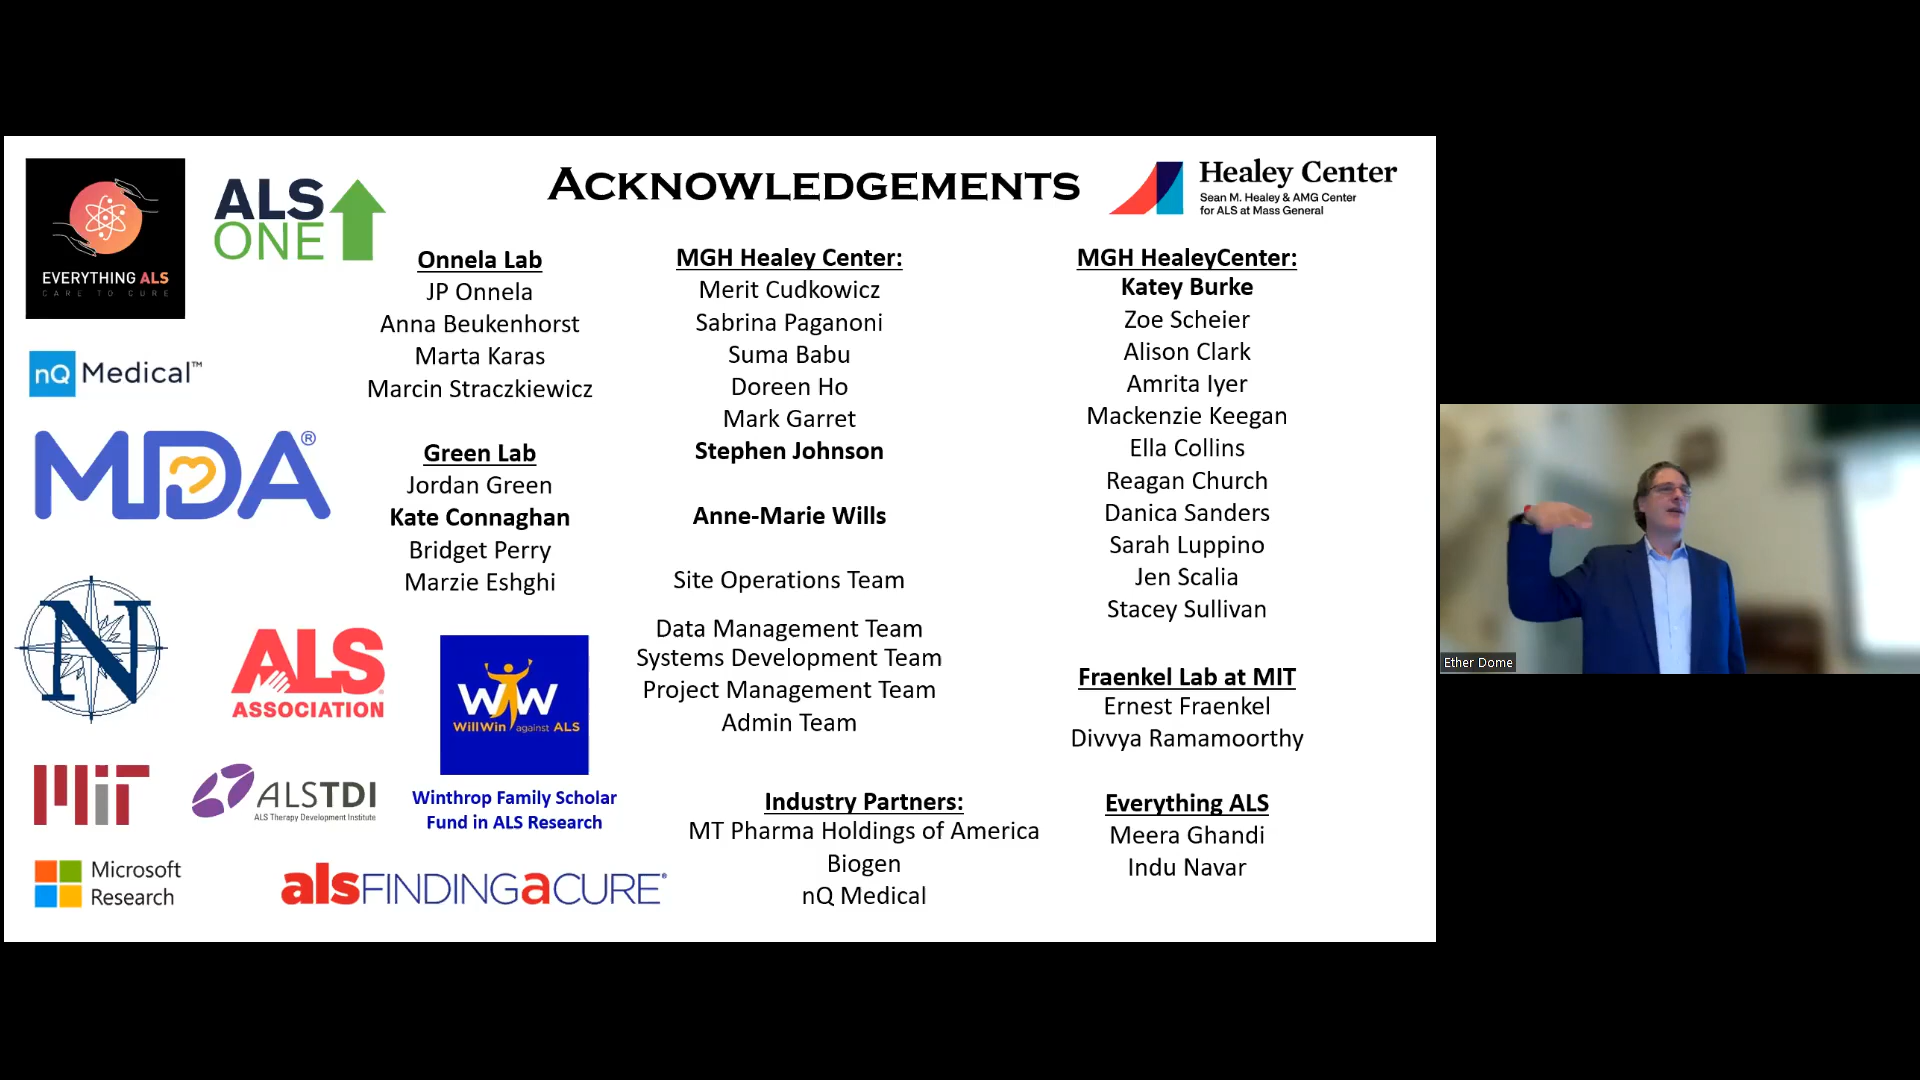 ACKNOWLEDGEMENTS
Healey Center
Sean M. Healey & AMG Center
for ALS at Mass General
EVERYTHING ALS
CARE TO CURE
ALS
ONE
nQ Medical™
MDA®
N
ALS
ASSOCIATION
MIT
ALSTDI
ALS Therapy Development Institute
Microsoft
Research
alsFINDINGaCURE®
WW
WillWin against ALS
Winthrop Family Scholar
Fund in ALS Research
Onnela Lab
JP Onnela
Anna Beukenhorst
Marta Karas
Marcin Straczkiewicz
Green Lab
Jordan Green
Kate Connaghan
Bridget Perry
Marzie Eshghi
MGH Healey Center:
Merit Cudkowicz
Sabrina Paganoni
Suma Babu
Doreen Ho
Mark Garret
Stephen Johnson
Anne-Marie Wills
Site Operations Team
Data Management Team
Systems Development Team
Project Management Team
Admin Team
Industry Partners:
MT Pharma Holdings of America
Biogen
nQ Medical
MGH HealeyCenter:
Katey Burke
Zoe Scheier
Alison Clark
Amrita Iyer
Mackenzie Keegan
Ella Collins
Reagan Church
Danica Sanders
Sarah Luppino
Jen Scalia
Stacey Sullivan
Fraenkel Lab at MIT
Ernest Fraenkel
Divvya Ramamoorthy
Everything ALS
Meera Ghandi
Indu Navar
Ether Dome